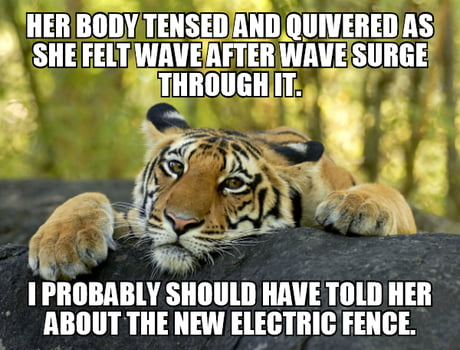 HER BODY TENSED AND QUIVERED AS
SHE FELT WAVE AFTER WAVE SURGE
THROUGH IT.
I PROBABLY SHOULD HAVE TOLD HER
ABOUT THE NEW ELECTRIC FENCE.